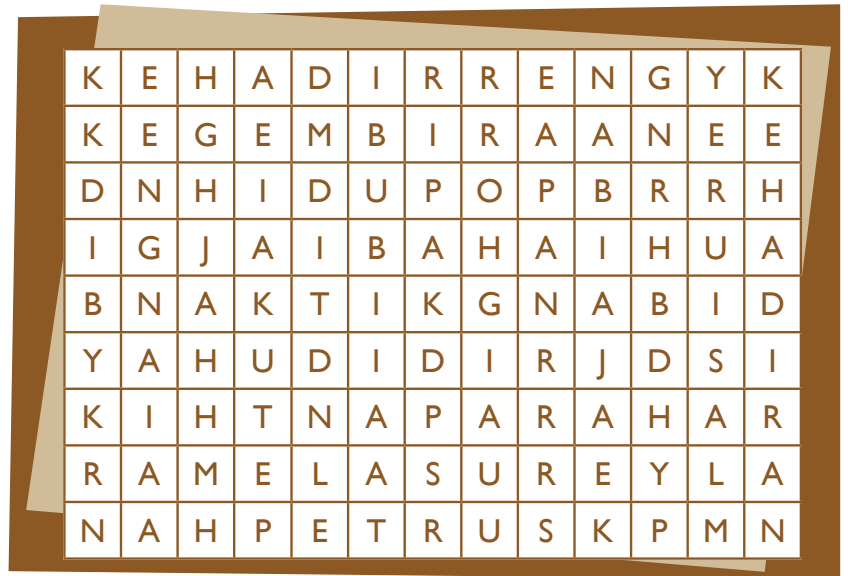 K E H A D I R R E N G Y K
K E G E M B I R A A N E E
D N H I D U P O P B R R H
I G J A I B A H A I H U A
B N A K T I K G N A B I D
Y A H U D I D I R J D S I
K I H T N A P A R A H A R
R A M E L A S U R E Y L A
N A H P E T R U S K P M N